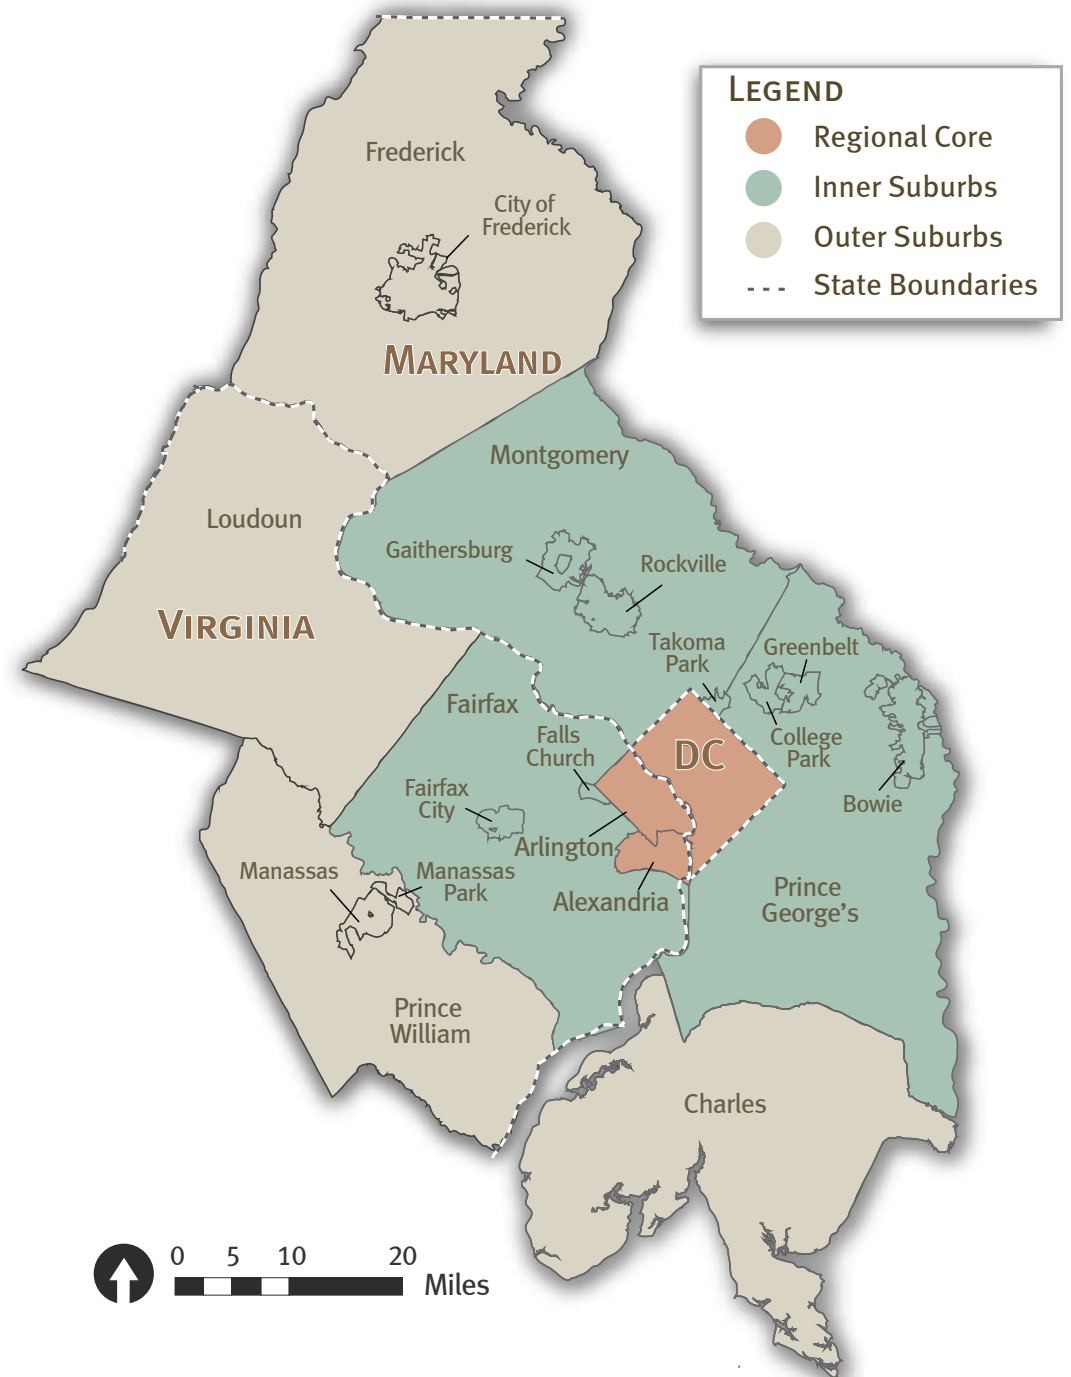 LEGEND
Regional Core
Inner Suburbs
Outer Suburbs
State Boundaries
Frederick
City of
Frederick
MARYLAND
Montgomery
Loudoun
Gaithersburg
Rockville
VIRGINIA
Takoma
Park
Greenbelt
Fairfax
Falls
Church
DC
College
Park
Fairfax
City
Bowie
Arlington
Manassas
Manassas
Park
Alexandria
Prince
George's
Prince
William
Charles
0 5 10 20
Miles